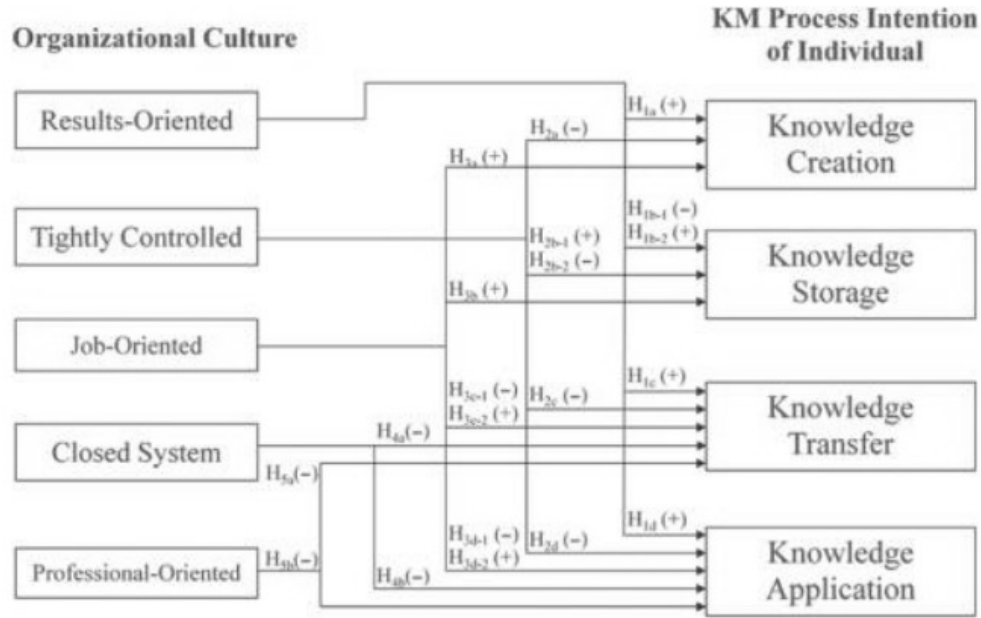 Organizational Culture
KM Process Intention
of Individual
Results-Oriented
Tightly Controlled
Job-Oriented
Closed System
Professional-Oriented
H1a (+)
H2a (–)
H3a (+)
H1b-1 (–)
H1b-2 (+)
H2b-1 (+)
H2b-2 (–)
H3b (+)
H1c (+)
H3c-1 (–)
H2c (–)
H3c-2 (+)
H4a(–)
H5a(–)
H1d (+)
H3d-1 (–)
H2d (–)
H3d-2 (+)
H5b(–)
H4b(–)
Knowledge
Creation
Knowledge
Storage
Knowledge
Transfer
Knowledge
Application